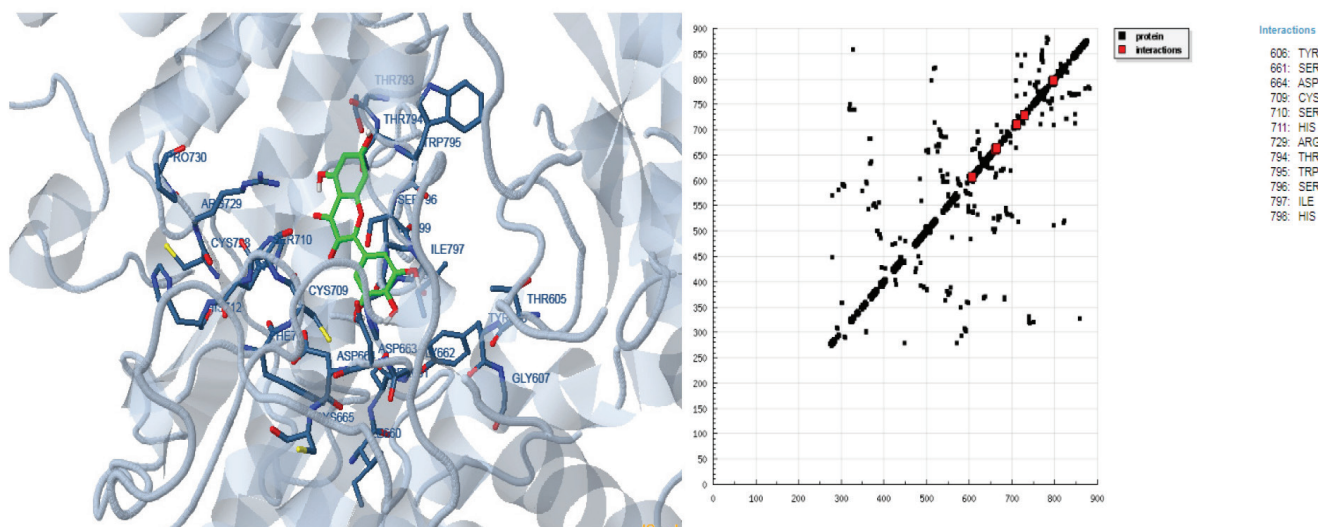 THR793
THR794
TRP795
ARG729
CYS709
ILE797
THR605
ASP663
GLY607
900
850
800
750
700
650
600
550
500
450
400
350
300
250
200
150
100
50
0
0 100 200 300 400 500 600 700 800 900
protein
interactions
Interactions
606: TYR
661: SER
664: ASP
709: CYS
710: SER
711: HIS
729: ARG
794: THR
795: TRP
796: SER
797: ILE
798: HIS